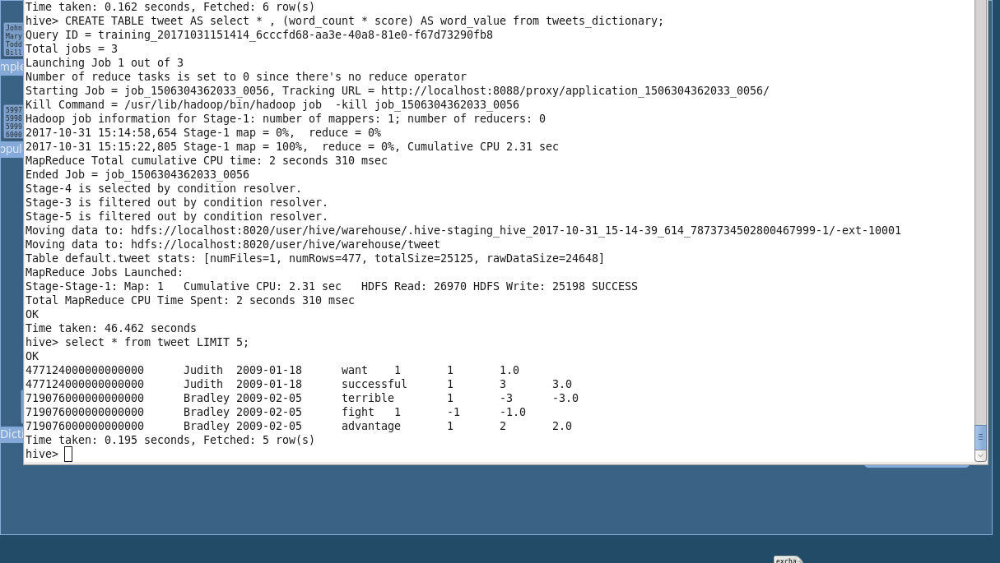 Time taken: 0.162 seconds, Fetched: 6 row(s)
hive> CREATE TABLE tweet AS select * , (word_count * score) AS word_value from tweets_dictionary;
Query ID = training_20171031151414_6cccfd68-aa3e-40a8-81e0-f67d73290fb8
Total jobs = 3
Launching Job 1 out of 3
Number of reduce tasks is set to 0 since there's no reduce operator
Starting Job = job_1506304362033_0056, Tracking URL = http://localhost:8088/proxy/application_1506304362033_0056/
Kill Command = /usr/lib/hadoop/bin/hadoop job  -kill job_1506304362033_0056
Hadoop job information for Stage-1: number of mappers: 1; number of reducers: 0
2017-10-31 15:14:58,654 Stage-1 map = 0%,  reduce = 0%
2017-10-31 15:15:22,805 Stage-1 map = 100%,  reduce = 0%, Cumulative CPU 2.31 sec
MapReduce Total cumulative CPU time: 2 seconds 310 msec
Ended Job = job_1506304362033_0056
Stage-4 is selected by condition resolver.
Stage-3 is filtered out by condition resolver.
Stage-5 is filtered out by condition resolver.
Moving data to: hdfs://localhost:8020/user/hive/warehouse/.hive-staging_hive_2017-10-31_15-14-39_614_7873734502800467999-1/-ext-10001
Moving data to: hdfs://localhost:8020/user/hive/warehouse/tweet
Table default.tweet stats: [numFiles=1, numRows=477, totalSize=25125, rawDataSize=24648]
MapReduce Jobs Launched:
Stage-Stage-1: Map: 1   Cumulative CPU: 2.31 sec   HDFS Read: 26970 HDFS Write: 25198 SUCCESS
Total MapReduce CPU Time Spent: 2 seconds 310 msec
OK
Time taken: 46.462 seconds
hive> select * from tweet LIMIT 5;
OK
477124000000000000	Judith	2009-01-18	want	1	1	1.0
477124000000000000	Judith	2009-01-18	successful	1	3	3.0
719076000000000000	Bradley	2009-02-05	terrible	1	-3	-3.0
719076000000000000	Bradley	2009-02-05	fight	1	-1	-1.0
719076000000000000	Bradley	2009-02-05	advantage	1	2	2.0
Time taken: 0.195 seconds, Fetched: 5 row(s)
hive>
John
Mary
Todd
Bill
mple
5997
5998
5999
6000
opul
Dicti
excha